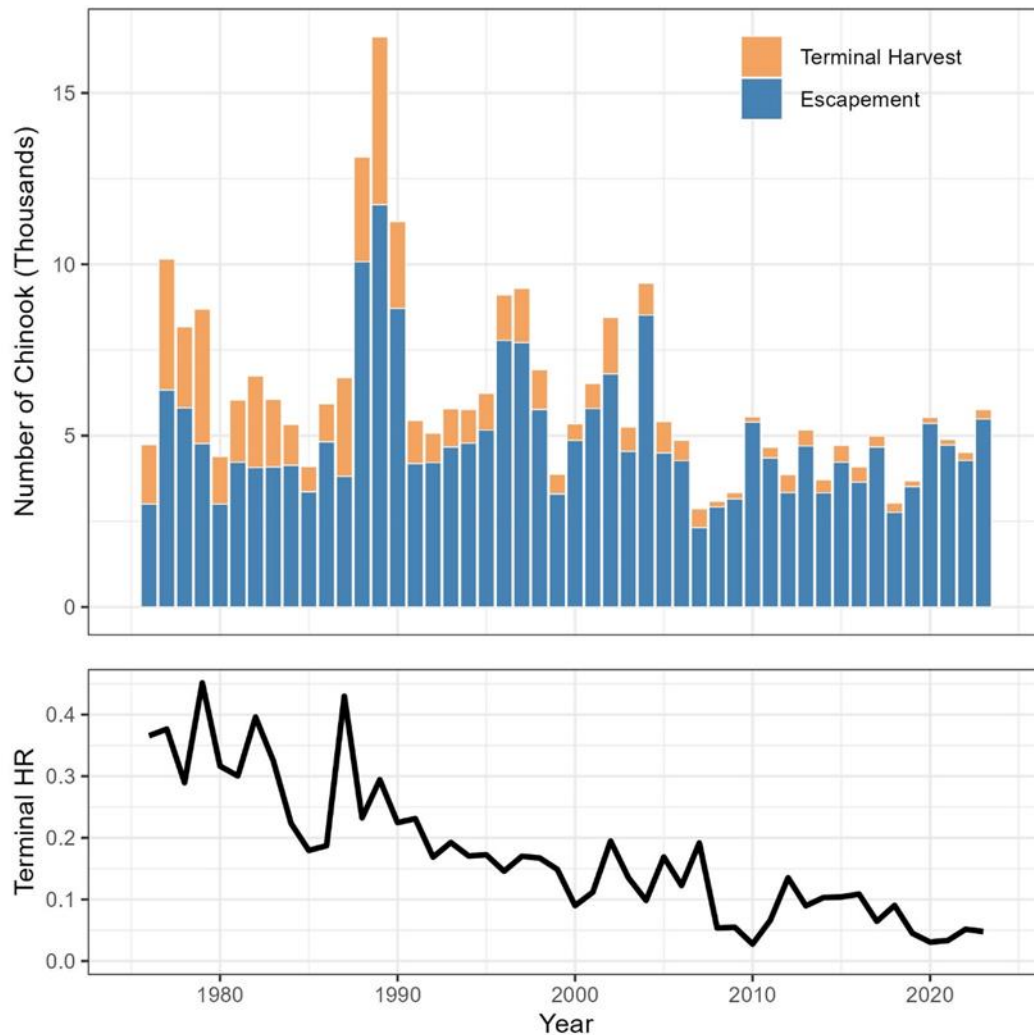 Number of Chinook (Thousands)
15
10
5
0
Terminal Harvest
Escapement
Terminal HR
0.4
0.3
0.2
0.1
0.0
1980
1990
2000
2010
2020
Year